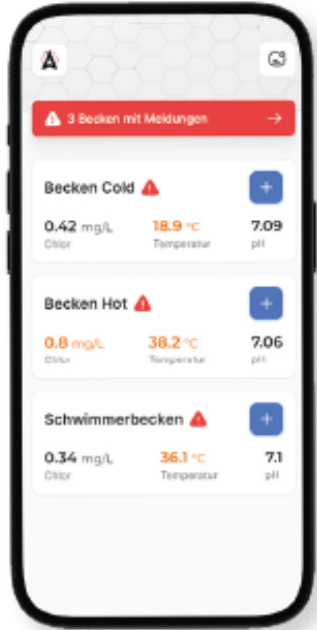 3 Becken mit Meldungen
Becken Cold
0.42 mg/L 18.9 °C 7.09
Chlor Temperatur pH
Becken Hot
0.8 mg/L 38.2 °C 7.06
Chlor Temperatur pH
Schwimmerbecken
0.34 mg/L 36.1 °C 7.1
Chlor Temperatur pH